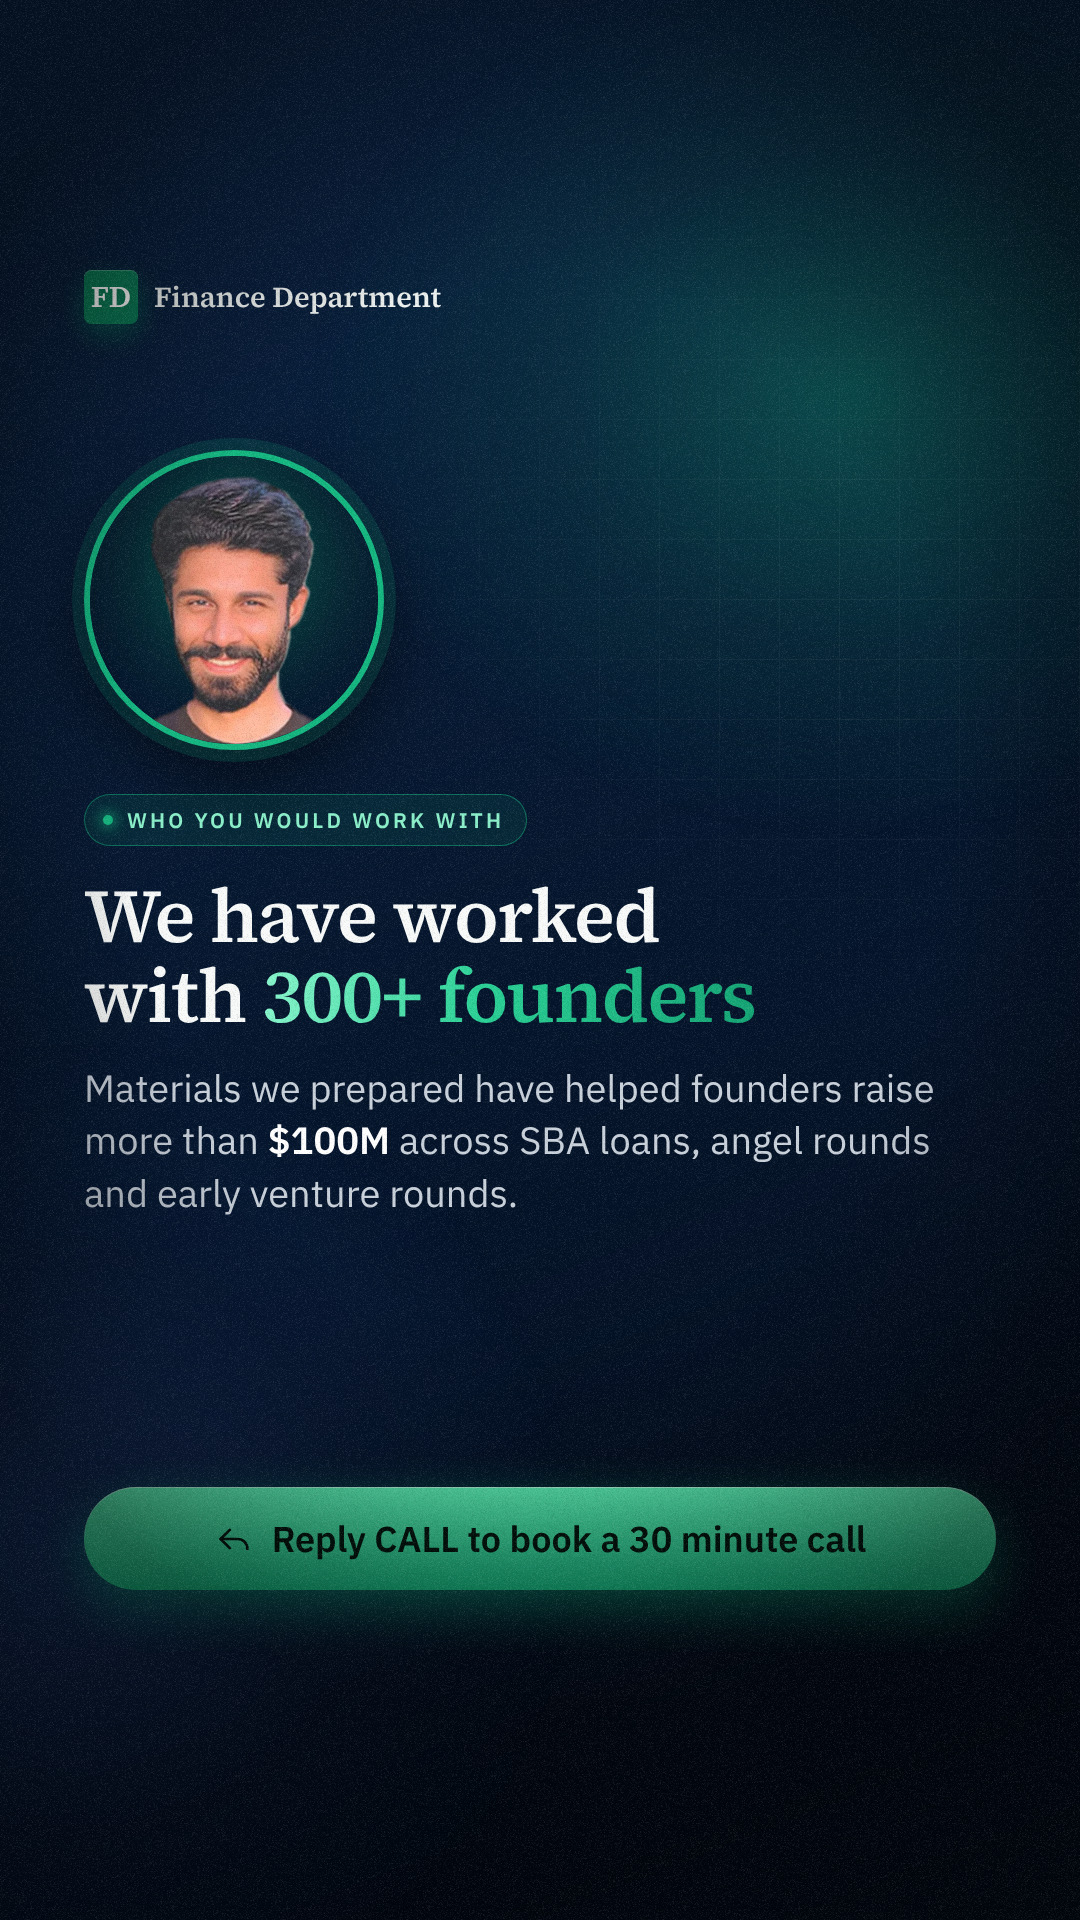 FD Finance Department
WHO YOU WOULD WORK WITH
We have worked
with 300+ founders
Materials we prepared have helped founders raise
more than $100M across SBA loans, angel rounds
and early venture rounds.
Reply CALL to book a 30 minute call